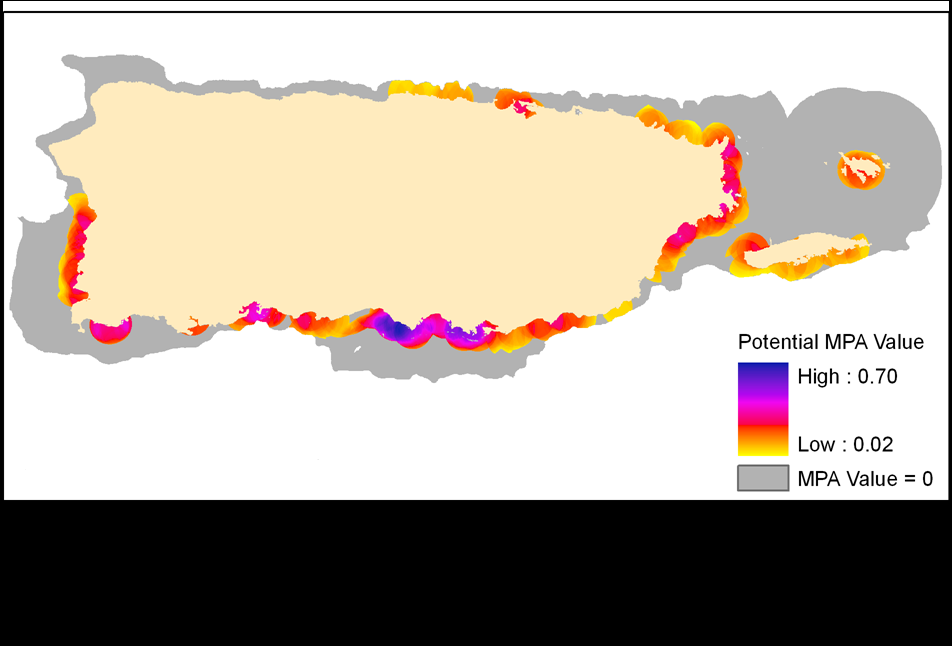 Potential MPA Value
High : 0.70
Low : 0.02
MPA Value = 0